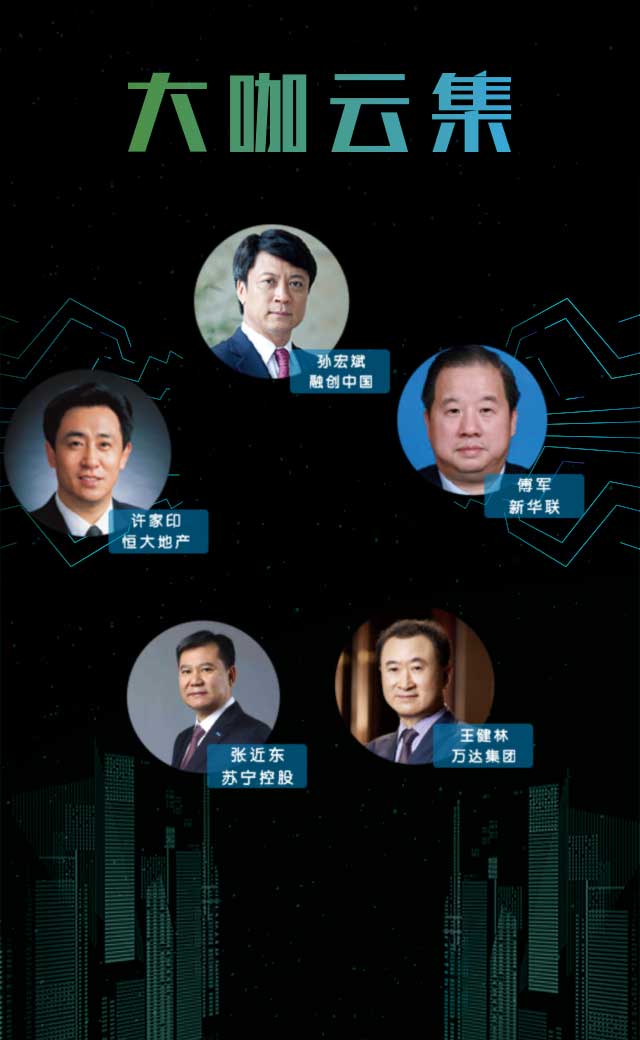 大咖云集
孙宏斌
融创中国
傅军
新华联
许家印
恒大地产
张近东
苏宁控股
王健林
万达集团